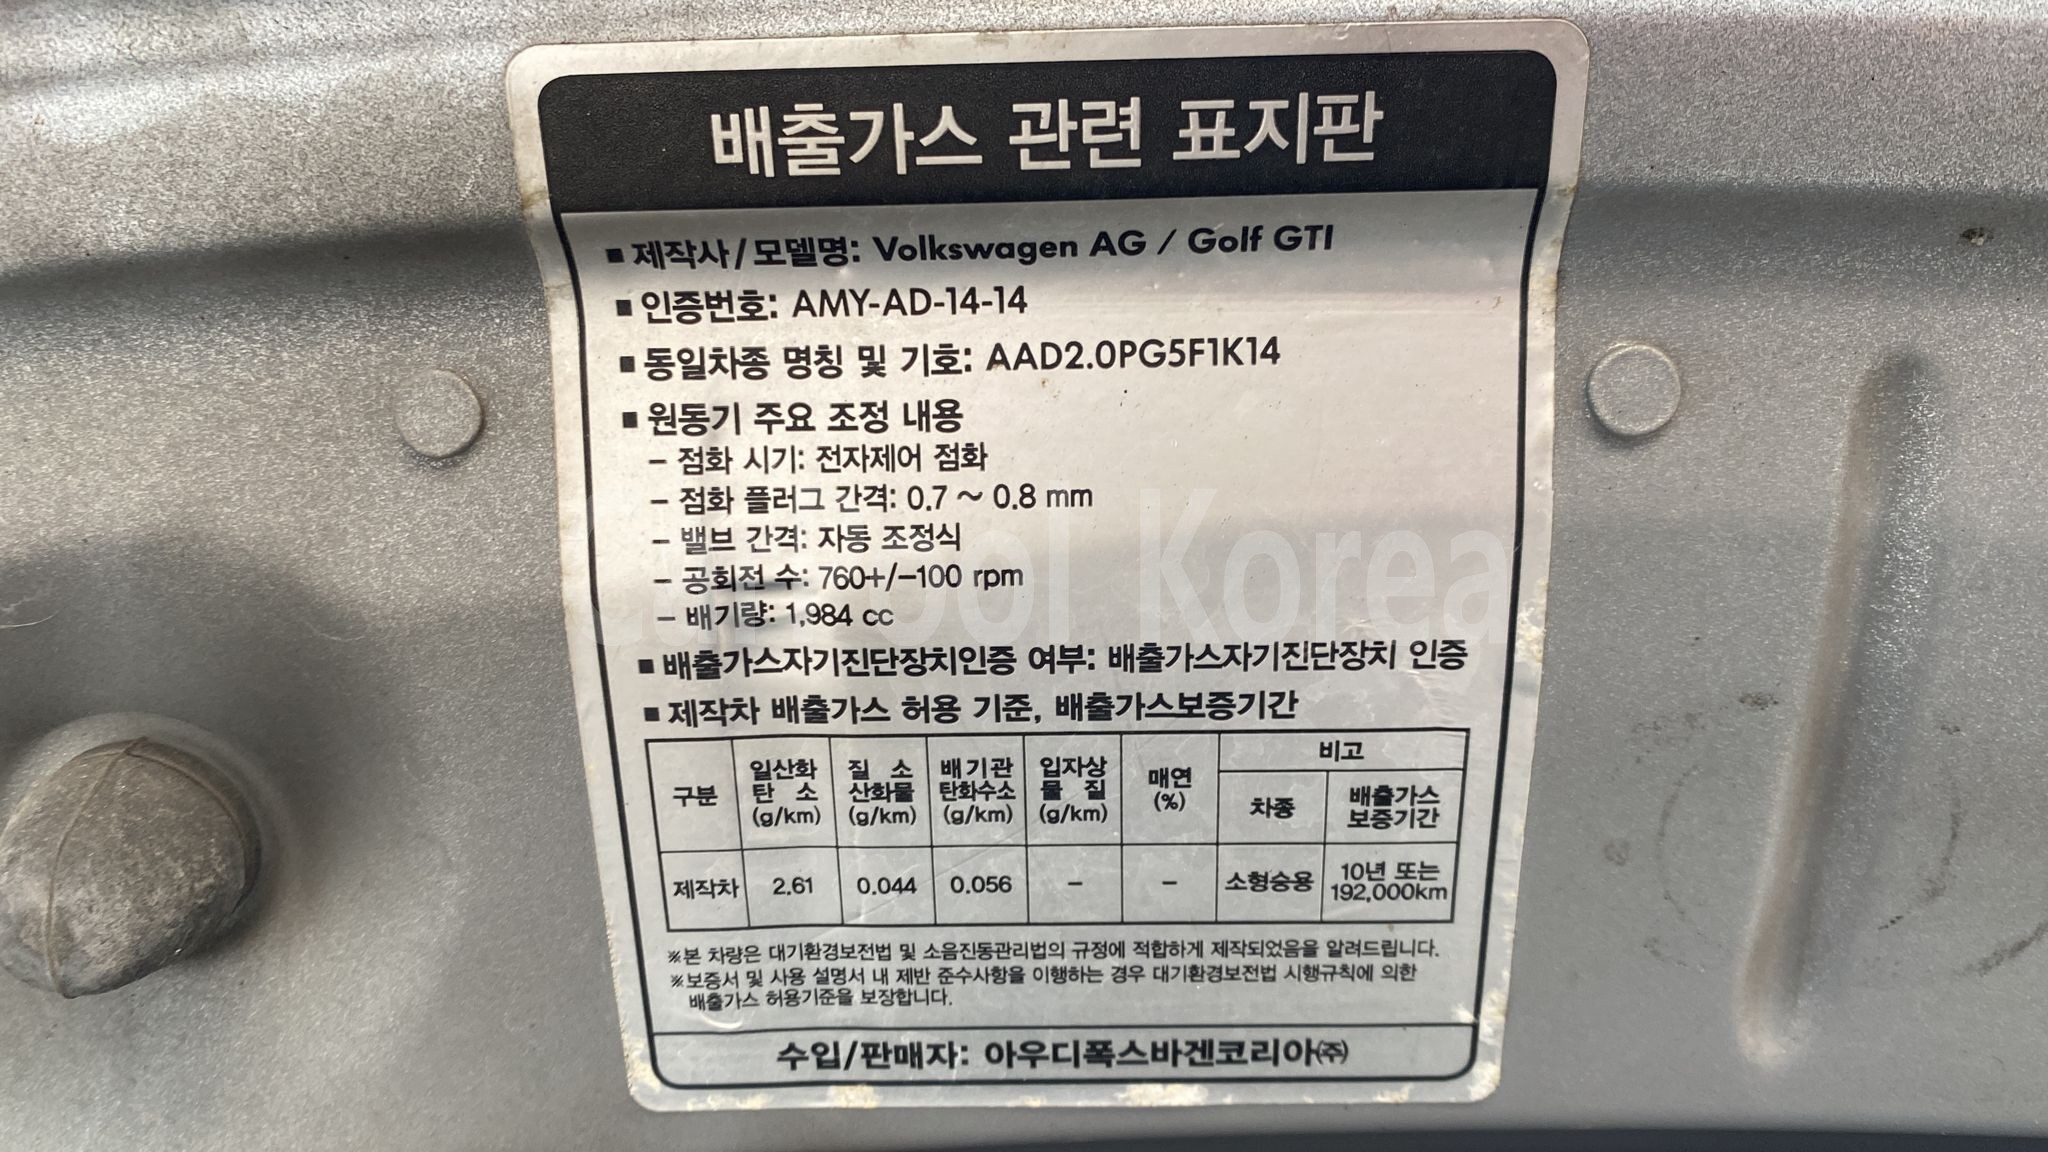 배출가스 관련 표지판
■ 제작사/모델명: Volkswagen AG / Golf GTI
■ 인증번호: AMY-AD-14-14
■ 동일차종 명칭 및 기호: AAD2.0PG5F1K14
■ 원동기 주요 조정 내용
– 점화 시기: 전자제어 점화
– 점화 플러그 간격: 0.7 ~ 0.8 mm
– 밸브 간격: 자동 조정식
– 공회전 수: 760+/–100 rpm
– 배기량: 1,984 cc
■ 배출가스자기진단장치인증 여부: 배출가스자기진단장치 인증
■ 제작차 배출가스 허용 기준, 배출가스보증기간
구분 일산화탄소 (g/km) 질소산화물 (g/km) 배기관탄화수소 (g/km) 입자상물질 (g/km) 매연 (%) 비고
차종 배출가스 보증기간
제작차 2.61 0.044 0.056 – – 소형승용 10년 또는 192,000km
※본 차량은 대기환경보전법 및 소음진동관리법의 규정에 적합하게 제작되었음을 알려드립니다.
※보증서 및 사용 설명서 내 제반 준수사항을 이행하는 경우 대기환경보전법 시행규칙에 의한
배출가스 허용기준을 보장합니다.
수입/판매자: 아우디폭스바겐코리아㈜
Korea